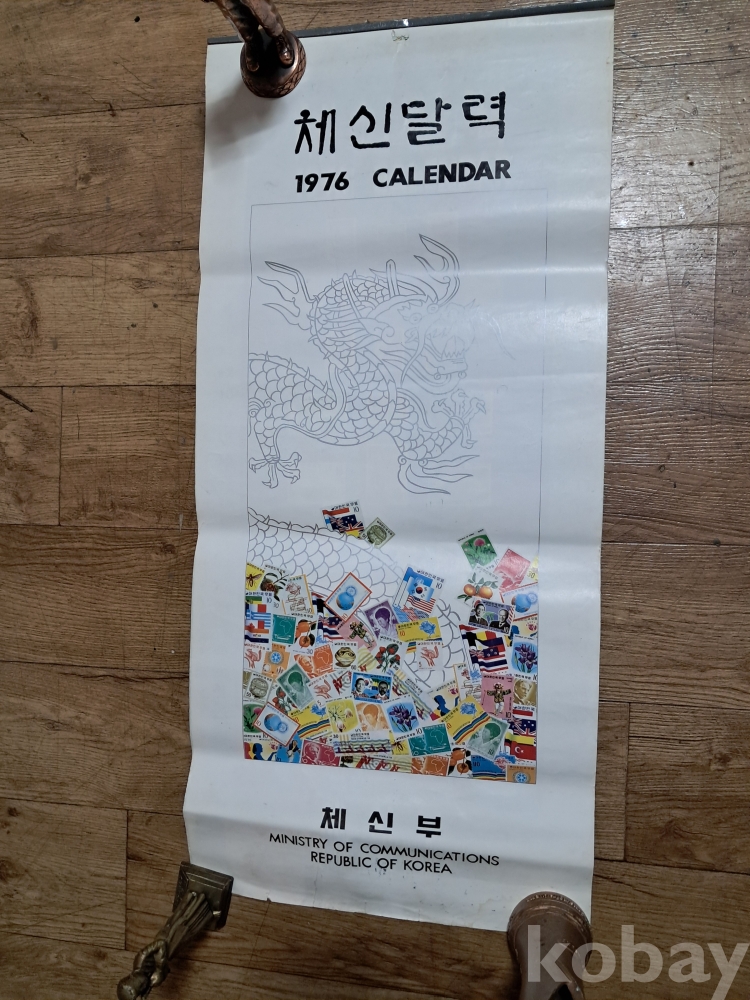 체신달력
1976 CALENDAR
체신부
MINISTRY OF COMMUNICATIONS
REPUBLIC OF KOREA
kobay